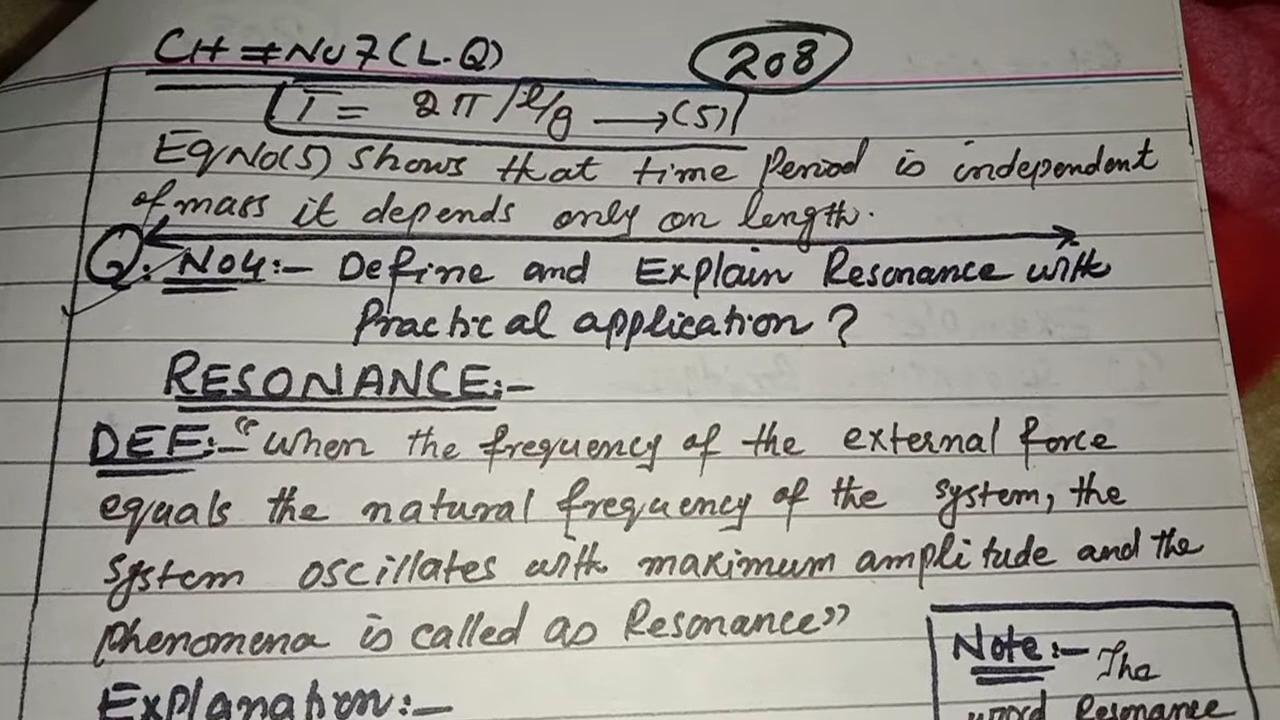 CH # NO 7 (L.Q)
208
T = 2π √l/g → (5)
Eq No(5) shows that time Period is independent
of mass it depends only on length.
Q. No4:- Define and Explain Resonance with
Practical application ?
RESONANCE:-
DEF:- "when the frequency of the external force
equals the natural frequency of the system, the
system oscillates with maximum amplitude and the
phenomena is called as Resonance"
Note:- The
word Resonance
Explanation:-